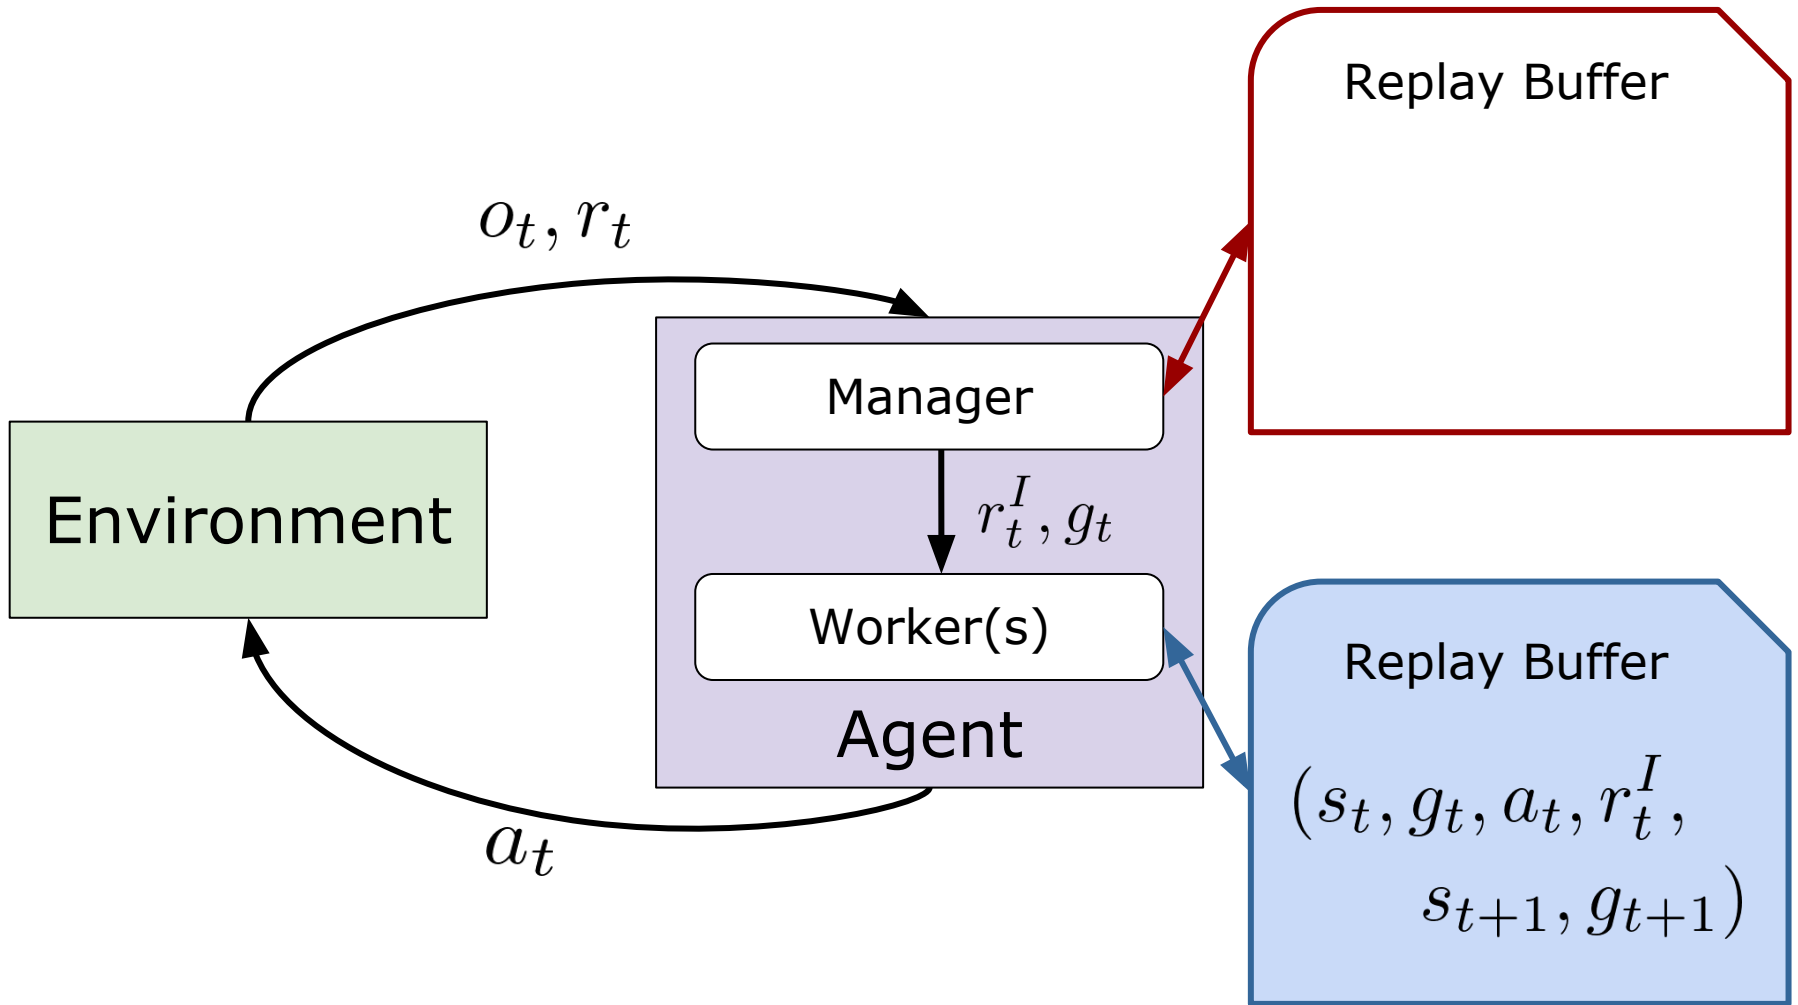 Replay Buffer
$o_t, r_t$
Manager
Environment
$r_t^I, g_t$
Worker(s)
Agent
Replay Buffer
$(s_t, g_t, a_t, r_t^I,$
$s_{t+1}, g_{t+1})$
$a_t$